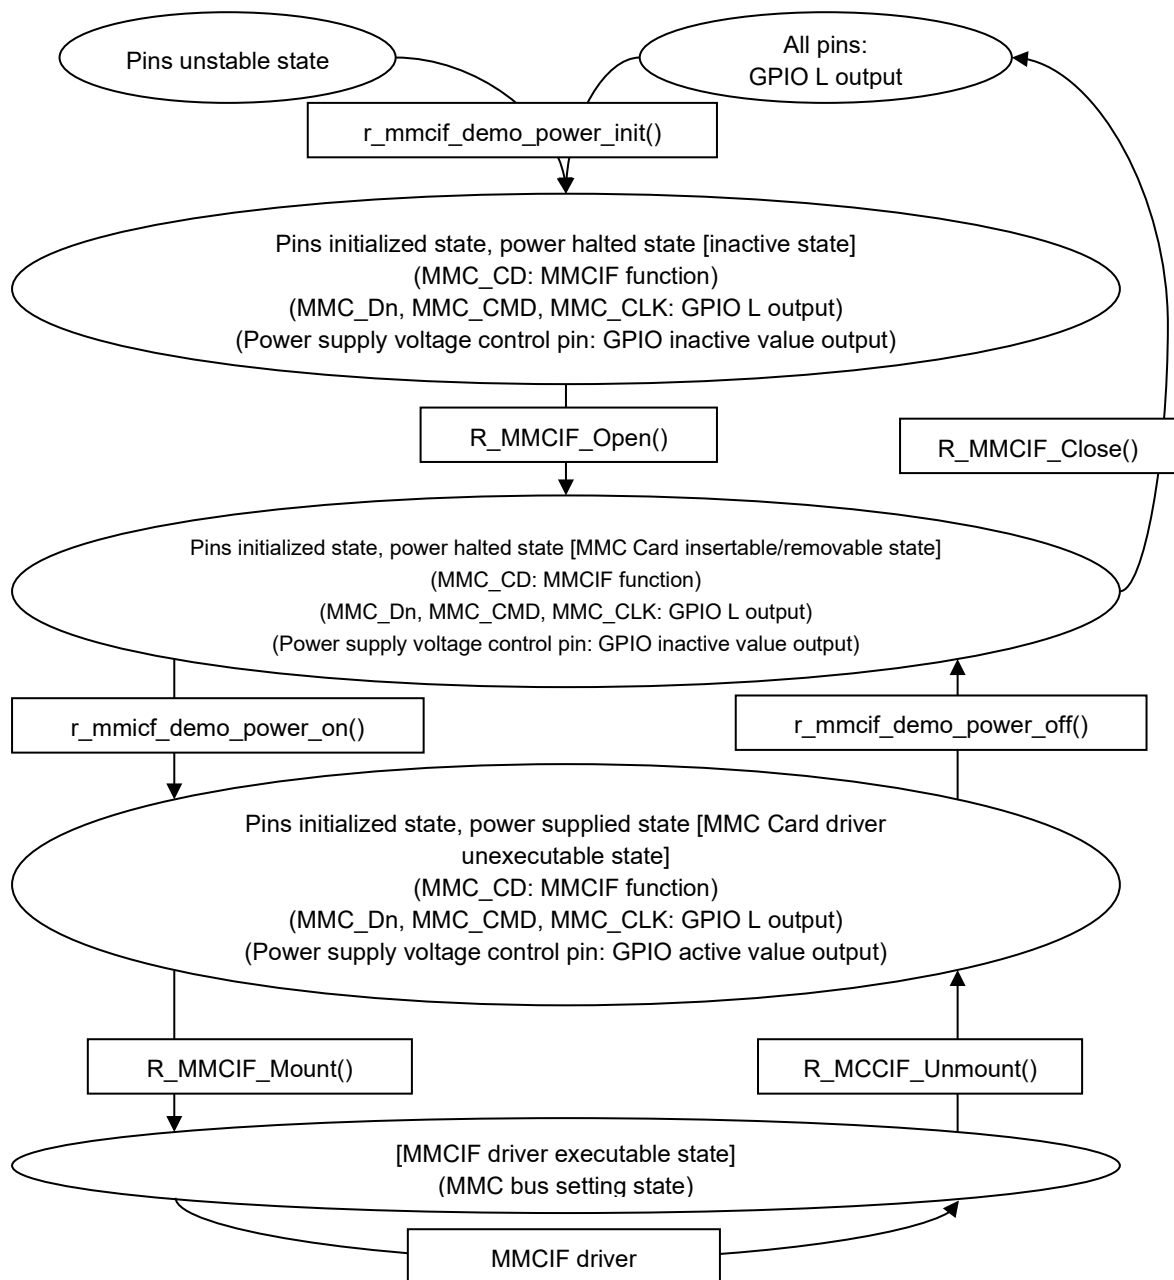 Pins unstable state
All pins:
GPIO L output
r_mmcif_demo_power_init()
Pins initialized state, power halted state [inactive state]
(MMC_CD: MMCIF function)
(MMC_Dn, MMC_CMD, MMC_CLK: GPIO L output)
(Power supply voltage control pin: GPIO inactive value output)
R_MMCIF_Open()
R_MMCIF_Close()
Pins initialized state, power halted state [MMC Card insertable/removable state]
(MMC_CD: MMCIF function)
(MMC_Dn, MMC_CMD, MMC_CLK: GPIO L output)
(Power supply voltage control pin: GPIO inactive value output)
r_mmicf_demo_power_on()
r_mmcif_demo_power_off()
Pins initialized state, power supplied state [MMC Card driver
unexecutable state]
(MMC_CD: MMCIF function)
(MMC_Dn, MMC_CMD, MMC_CLK: GPIO L output)
(Power supply voltage control pin: GPIO active value output)
R_MMCIF_Mount()
R_MCCIF_Unmount()
[MMCIF driver executable state]
(MMC bus setting state)
MMCIF driver